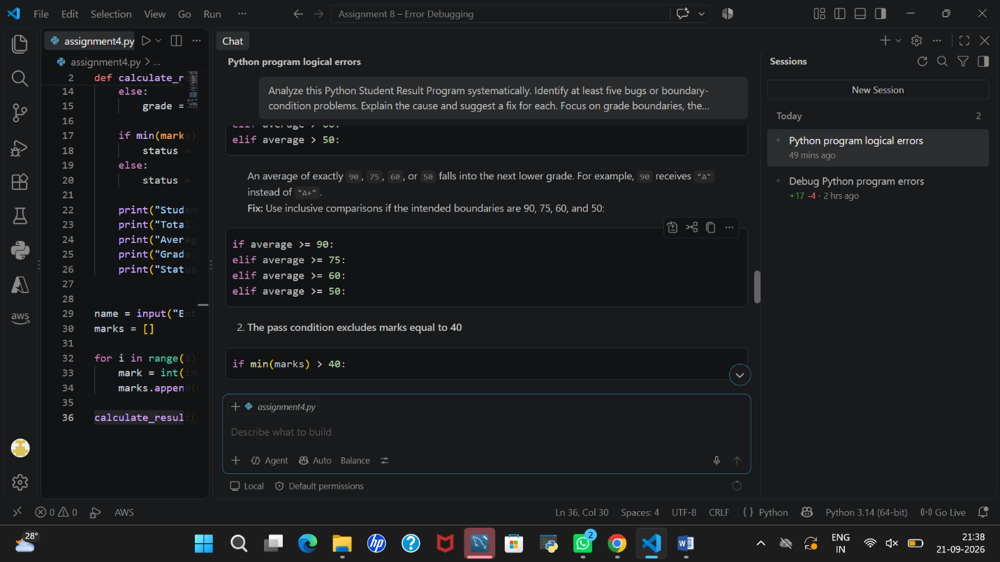 File Edit Selection View Go Run ··· Assignment 8 – Error Debugging
assignment4.py
assignment4.py > ...
2 def calculate_r
14 else:
15 grade =
16
17 if min(marks)
18 status =
19 else:
20 status =
21
22 print("Studen
23 print("Total:
24 print("Averag
25 print("Grade:
26 print("Status
27
28
29 name = input("Ent
30 marks = []
31
32 for i in range(3)
33 mark = int(in
34 marks.append(
35
36 calculate_result(
Chat
Python program logical errors
Analyze this Python Student Result Program systematically. Identify at least five bugs or boundary-
condition problems. Explain the cause and suggest a fix for each. Focus on grade boundaries, the...
elif average > 60:
elif average > 50:
An average of exactly 90, 75, 60, or 50 falls into the next lower grade. For example, 90 receives "A"
instead of "A+".
Fix: Use inclusive comparisons if the intended boundaries are 90, 75, 60, and 50:
if average >= 90:
elif average >= 75:
elif average >= 60:
elif average >= 50:
2. The pass condition excludes marks equal to 40
if min(marks) > 40:
assignment4.py
Describe what to build
Agent Auto Balance
Local Default permissions
Sessions
New Session
Today 2
Python program logical errors
49 mins ago
Debug Python program errors
+17 -4 · 2 hrs ago
aws
0 0 AWS Ln 36, Col 30 Spaces: 4 UTF-8 CRLF { } Python Python 3.14 (64-bit) Go Live
28° 2 ENG 21:38
IN 21-09-2026